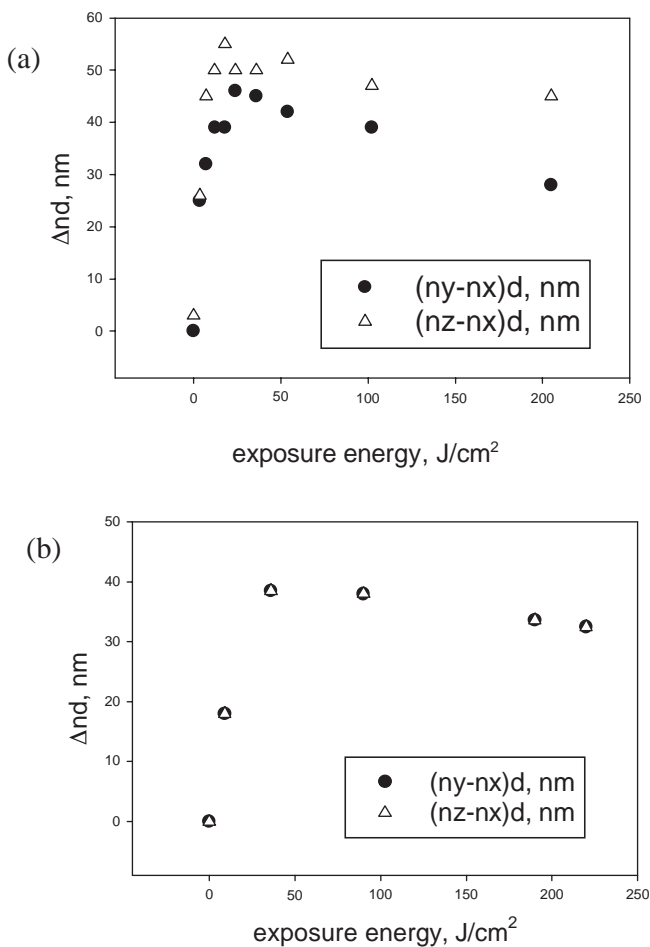 (a)
60
50
40
30
20
10
0
Δnd, nm
(ny-nx)d, nm
(nz-nx)d, nm
0 50 100 150 200 250
exposure energy, J/cm²
(b)
50
40
30
20
10
0
Δnd, nm
(ny-nx)d, nm
(nz-nx)d, nm
0 50 100 150 200 250
exposure energy, J/cm²